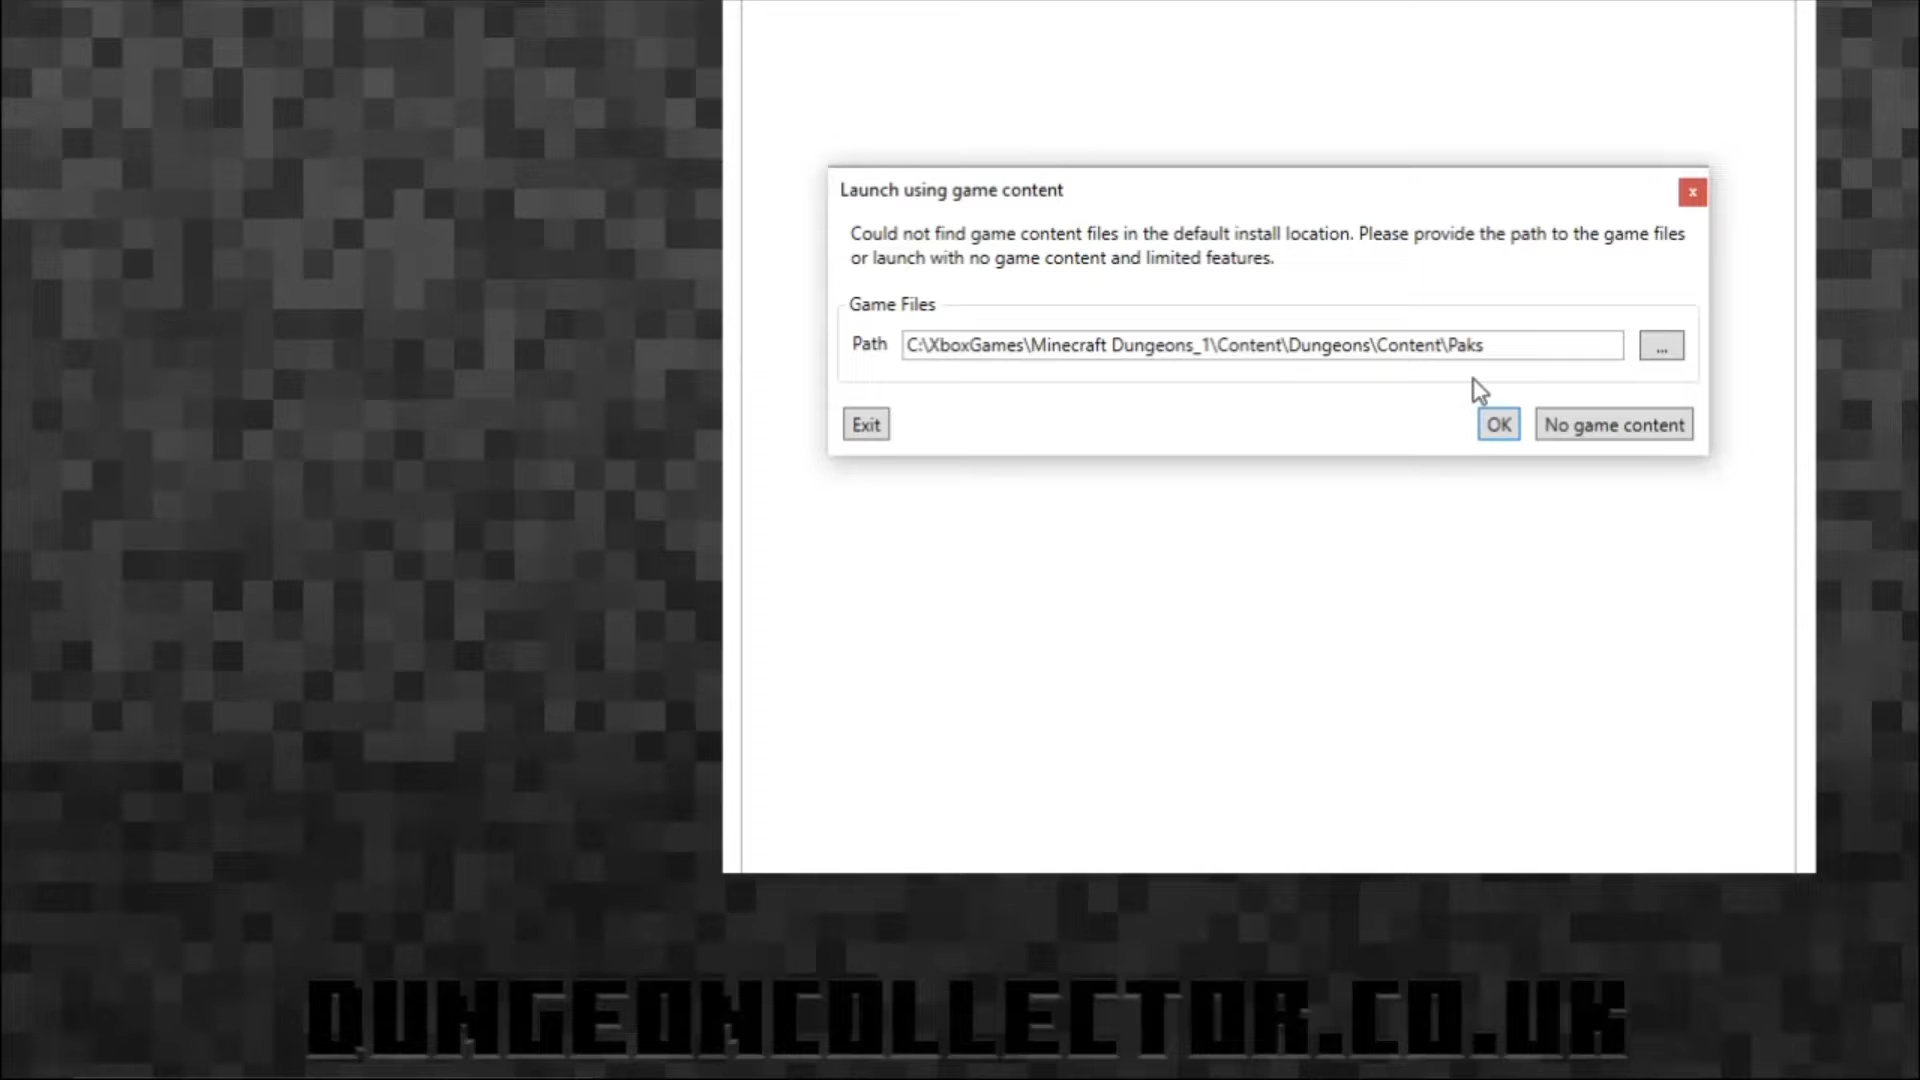 Launch using game content
x
Could not find game content files in the default install location. Please provide the path to the game files
or launch with no game content and limited features.
Game Files
Path C:\XboxGames\Minecraft Dungeons_1\Content\Dungeons\Content\Paks ...
Exit OK No game content
DUNGEONCOLLECTOR.CO.UK